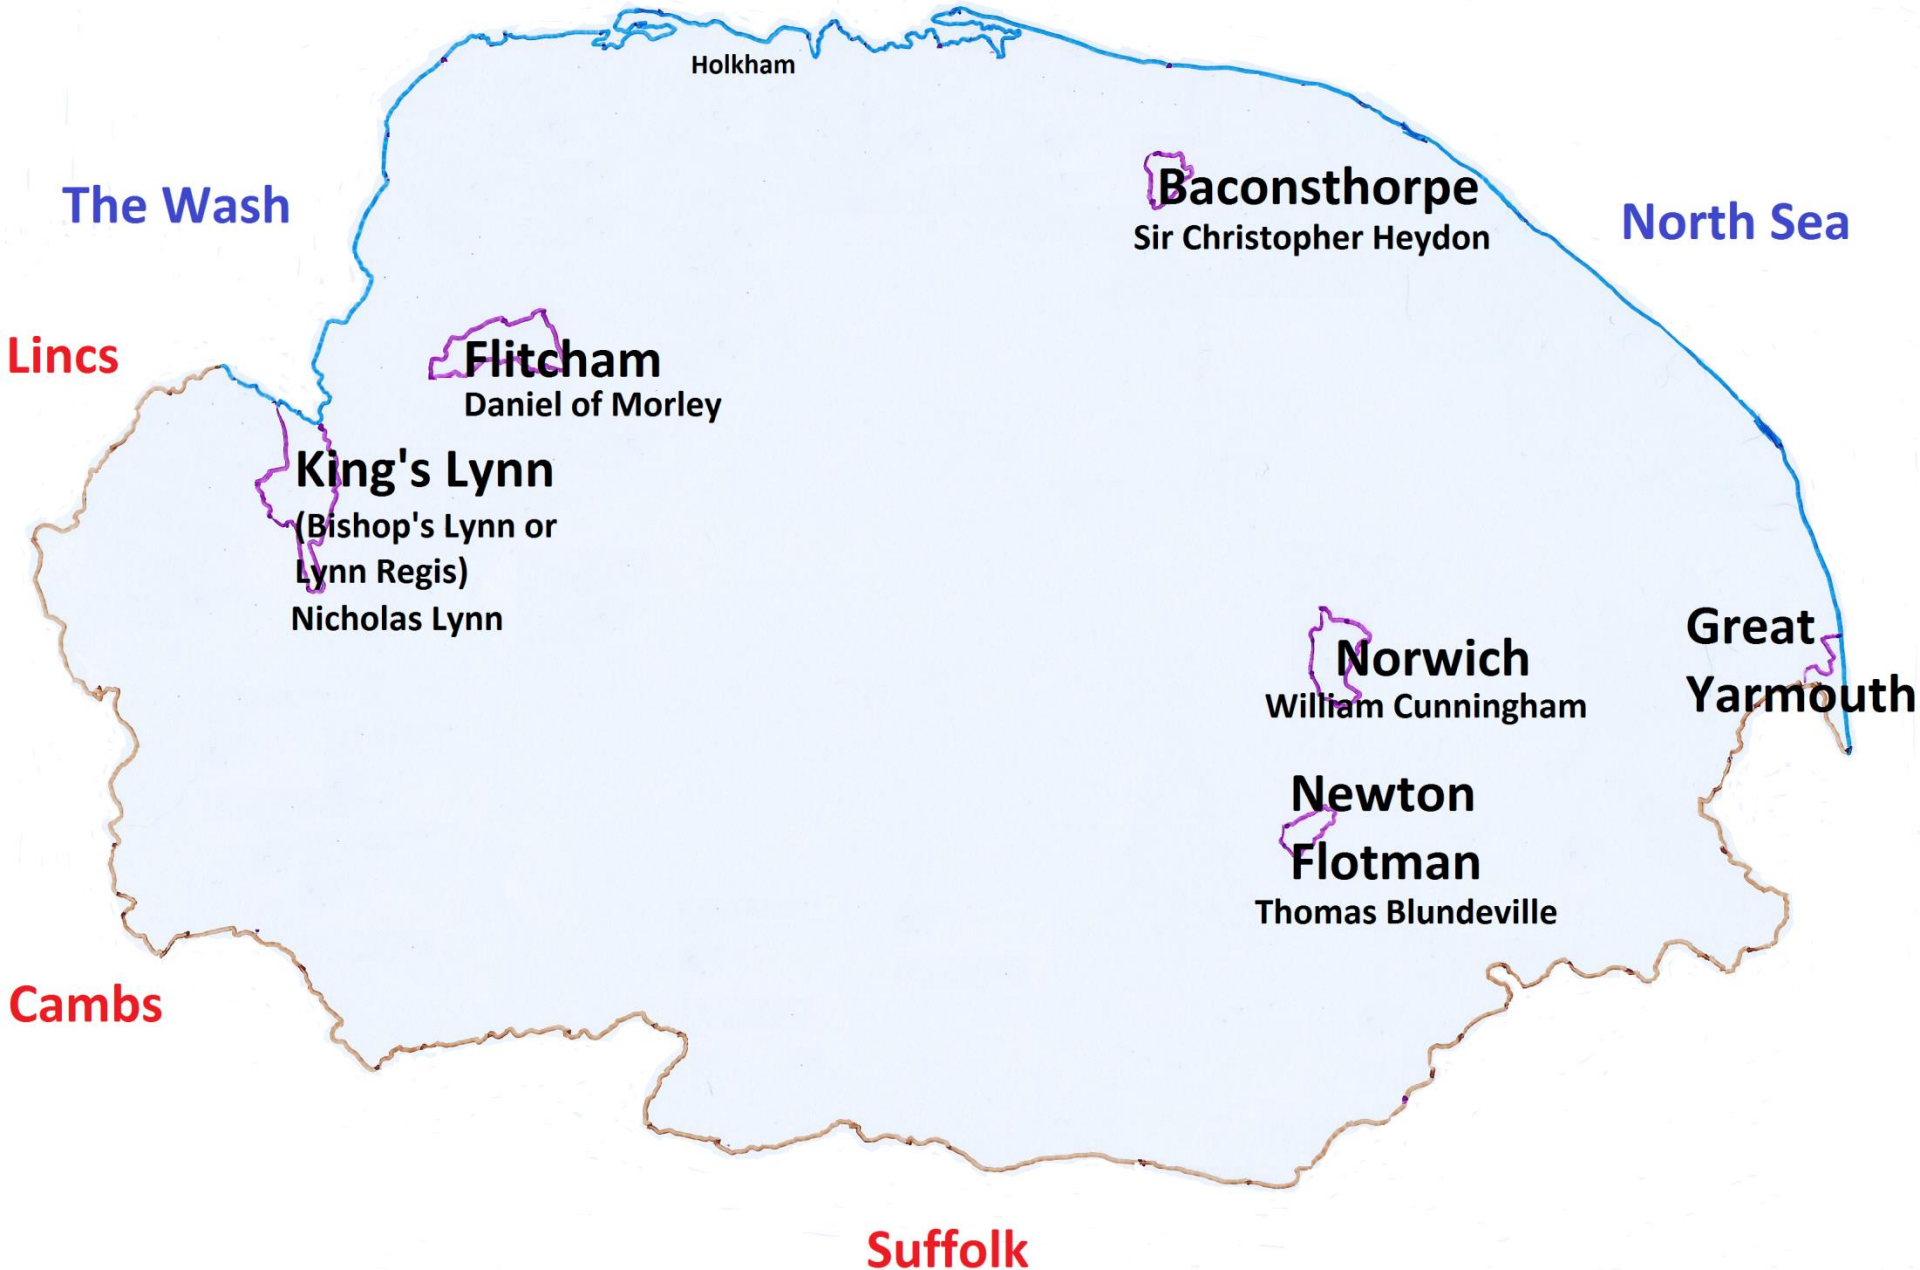 Holkham
Baconsthorpe
Sir Christopher Heydon
The Wash
North Sea
Lincs
Flitcham
Daniel of Morley
King's Lynn
(Bishop's Lynn or
Lynn Regis)
Nicholas Lynn
Norwich
William Cunningham
Great
Yarmouth
Newton
Flotman
Thomas Blundeville
Cambs
Suffolk